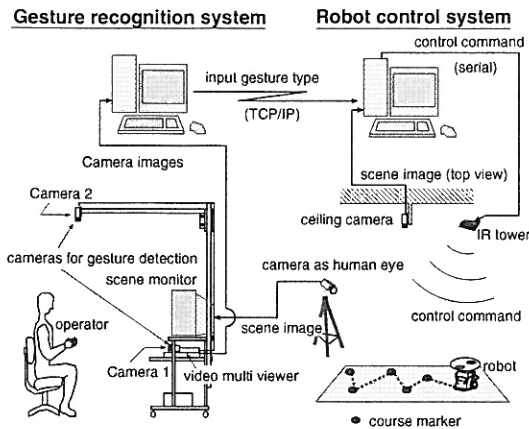 Gesture recognition system
Robot control system
control command
(serial)
input gesture type
(TCP/IP)
Camera images
scene image (top view)
Camera 2
ceiling camera
IR tower
cameras for gesture detection
camera as human eye
scene monitor
control command
operator
scene image
Camera 1
video multi viewer
robot
course marker